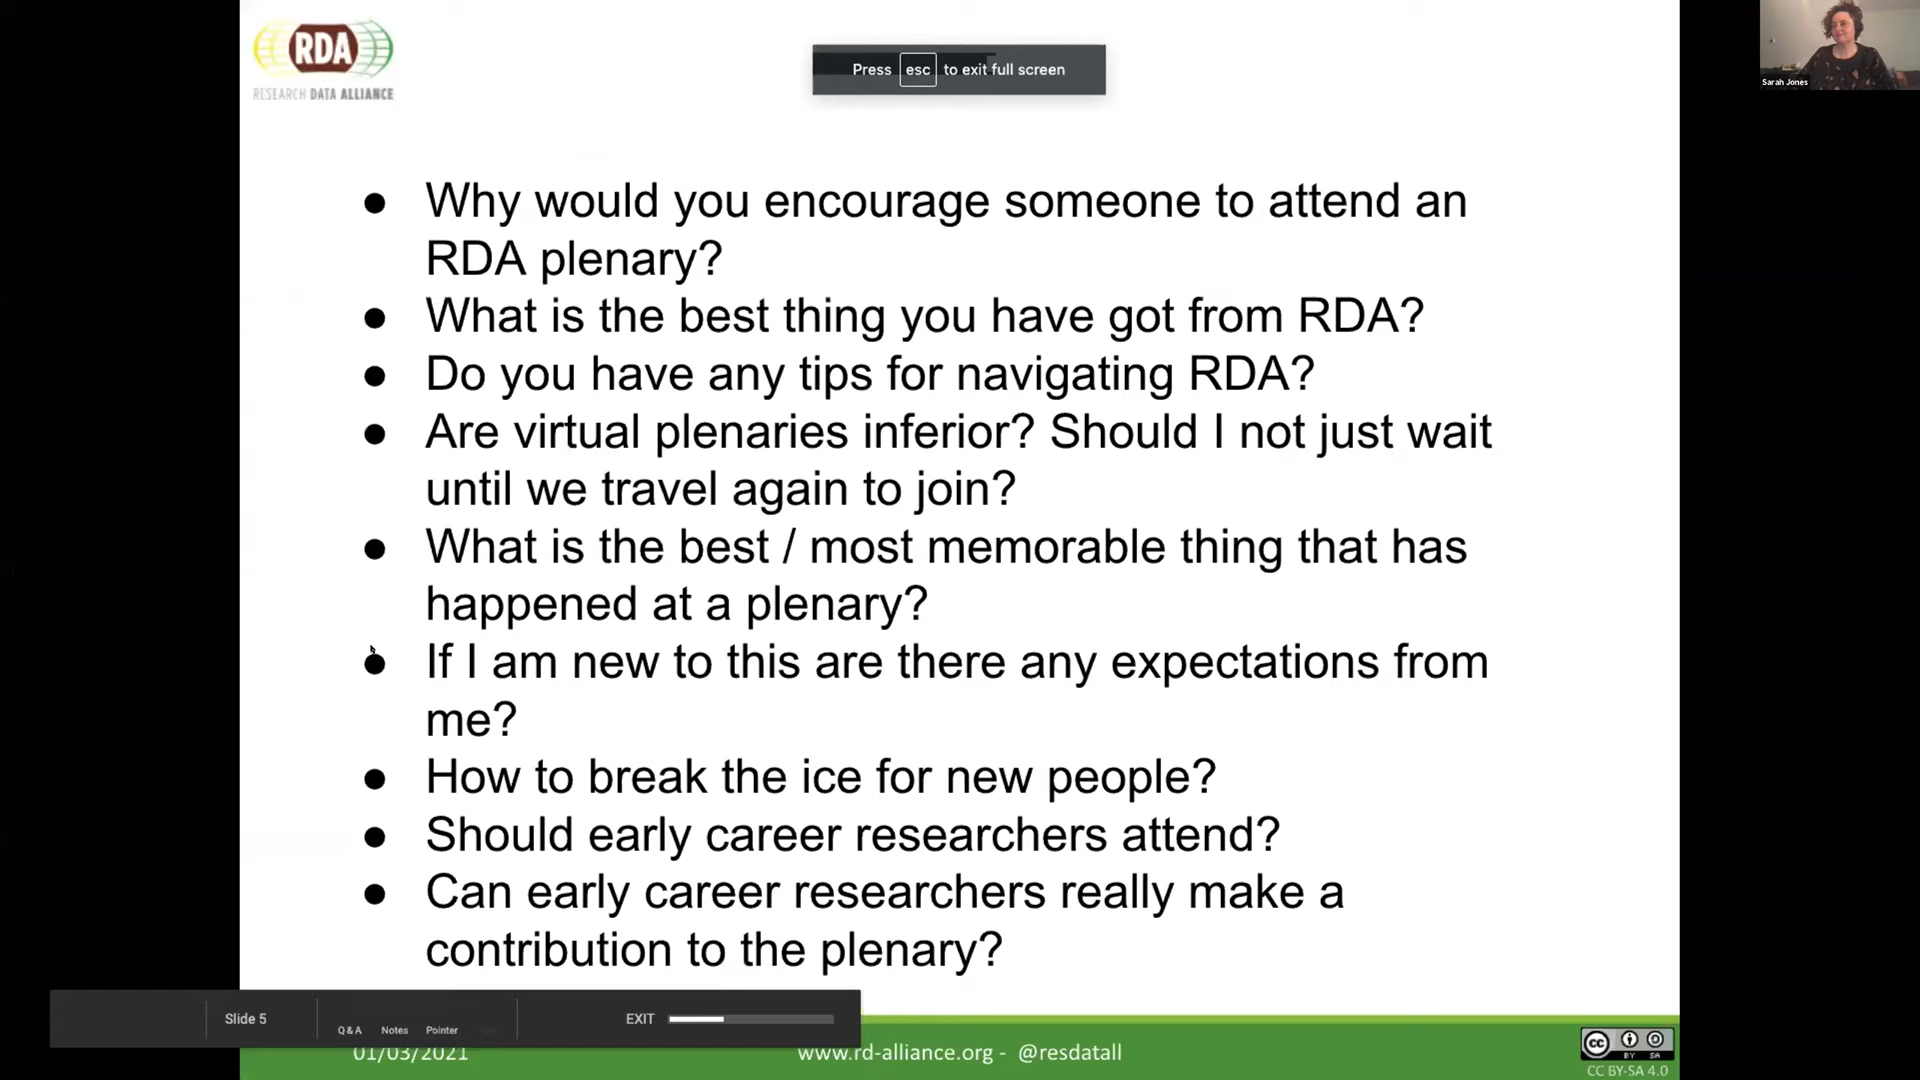 RDA
RESEARCH DATA ALLIANCE
Press esc to exit full screen
Sarah Jones
● Why would you encourage someone to attend an
RDA plenary?
● What is the best thing you have got from RDA?
● Do you have any tips for navigating RDA?
● Are virtual plenaries inferior? Should I not just wait
until we travel again to join?
● What is the best / most memorable thing that has
happened at a plenary?
● If I am new to this are there any expectations from
me?
● How to break the ice for new people?
● Should early career researchers attend?
● Can early career researchers really make a
contribution to the plenary?
Slide 5
Q & A Notes Pointer
EXIT
01/03/2021
www.rd-alliance.org - @resdatall
cc
BY SA
CC BY-SA 4.0